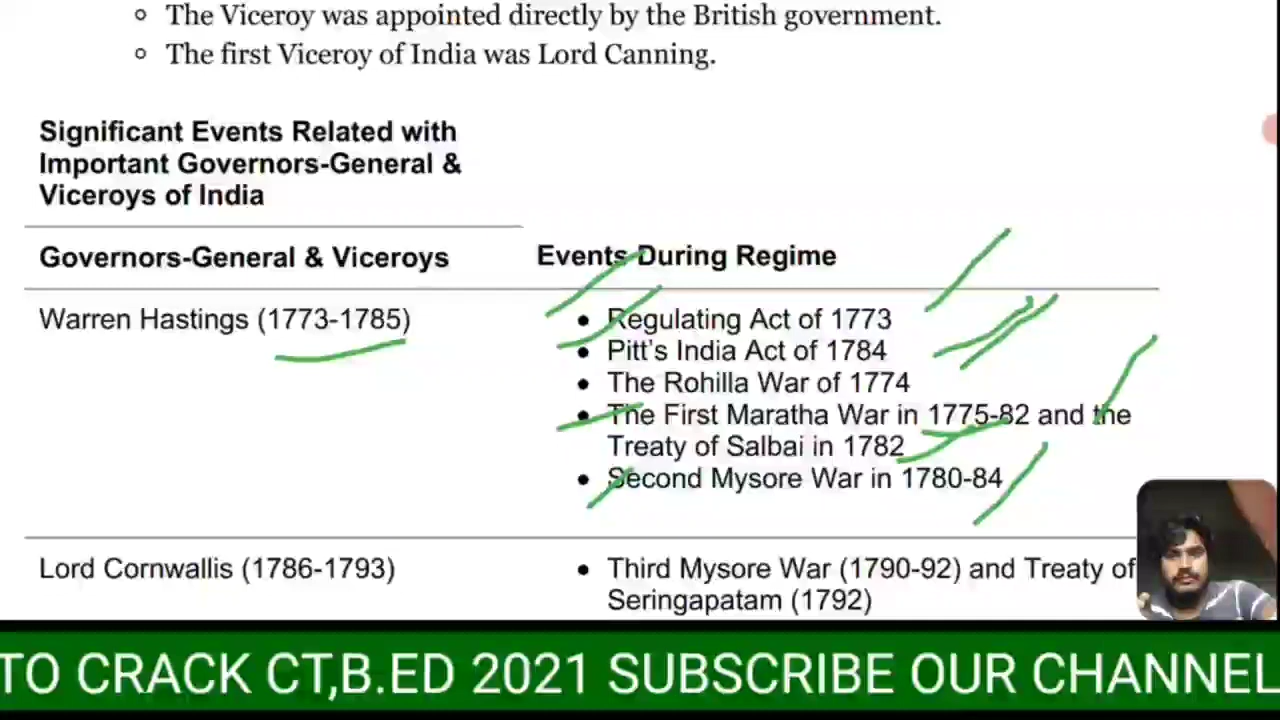 The Viceroy was appointed directly by the British government.
The first Viceroy of India was Lord Canning.
Significant Events Related with
Important Governors-General &
Viceroys of India
Governors-General & Viceroys
Events During Regime
Warren Hastings (1773-1785)
Regulating Act of 1773
Pitt's India Act of 1784
The Rohilla War of 1774
The First Maratha War in 1775-82 and the
Treaty of Salbai in 1782
Second Mysore War in 1780-84
Lord Cornwallis (1786-1793)
Third Mysore War (1790-92) and Treaty of
Seringapatam (1792)
TO CRACK CT,B.ED 2021 SUBSCRIBE OUR CHANNEL